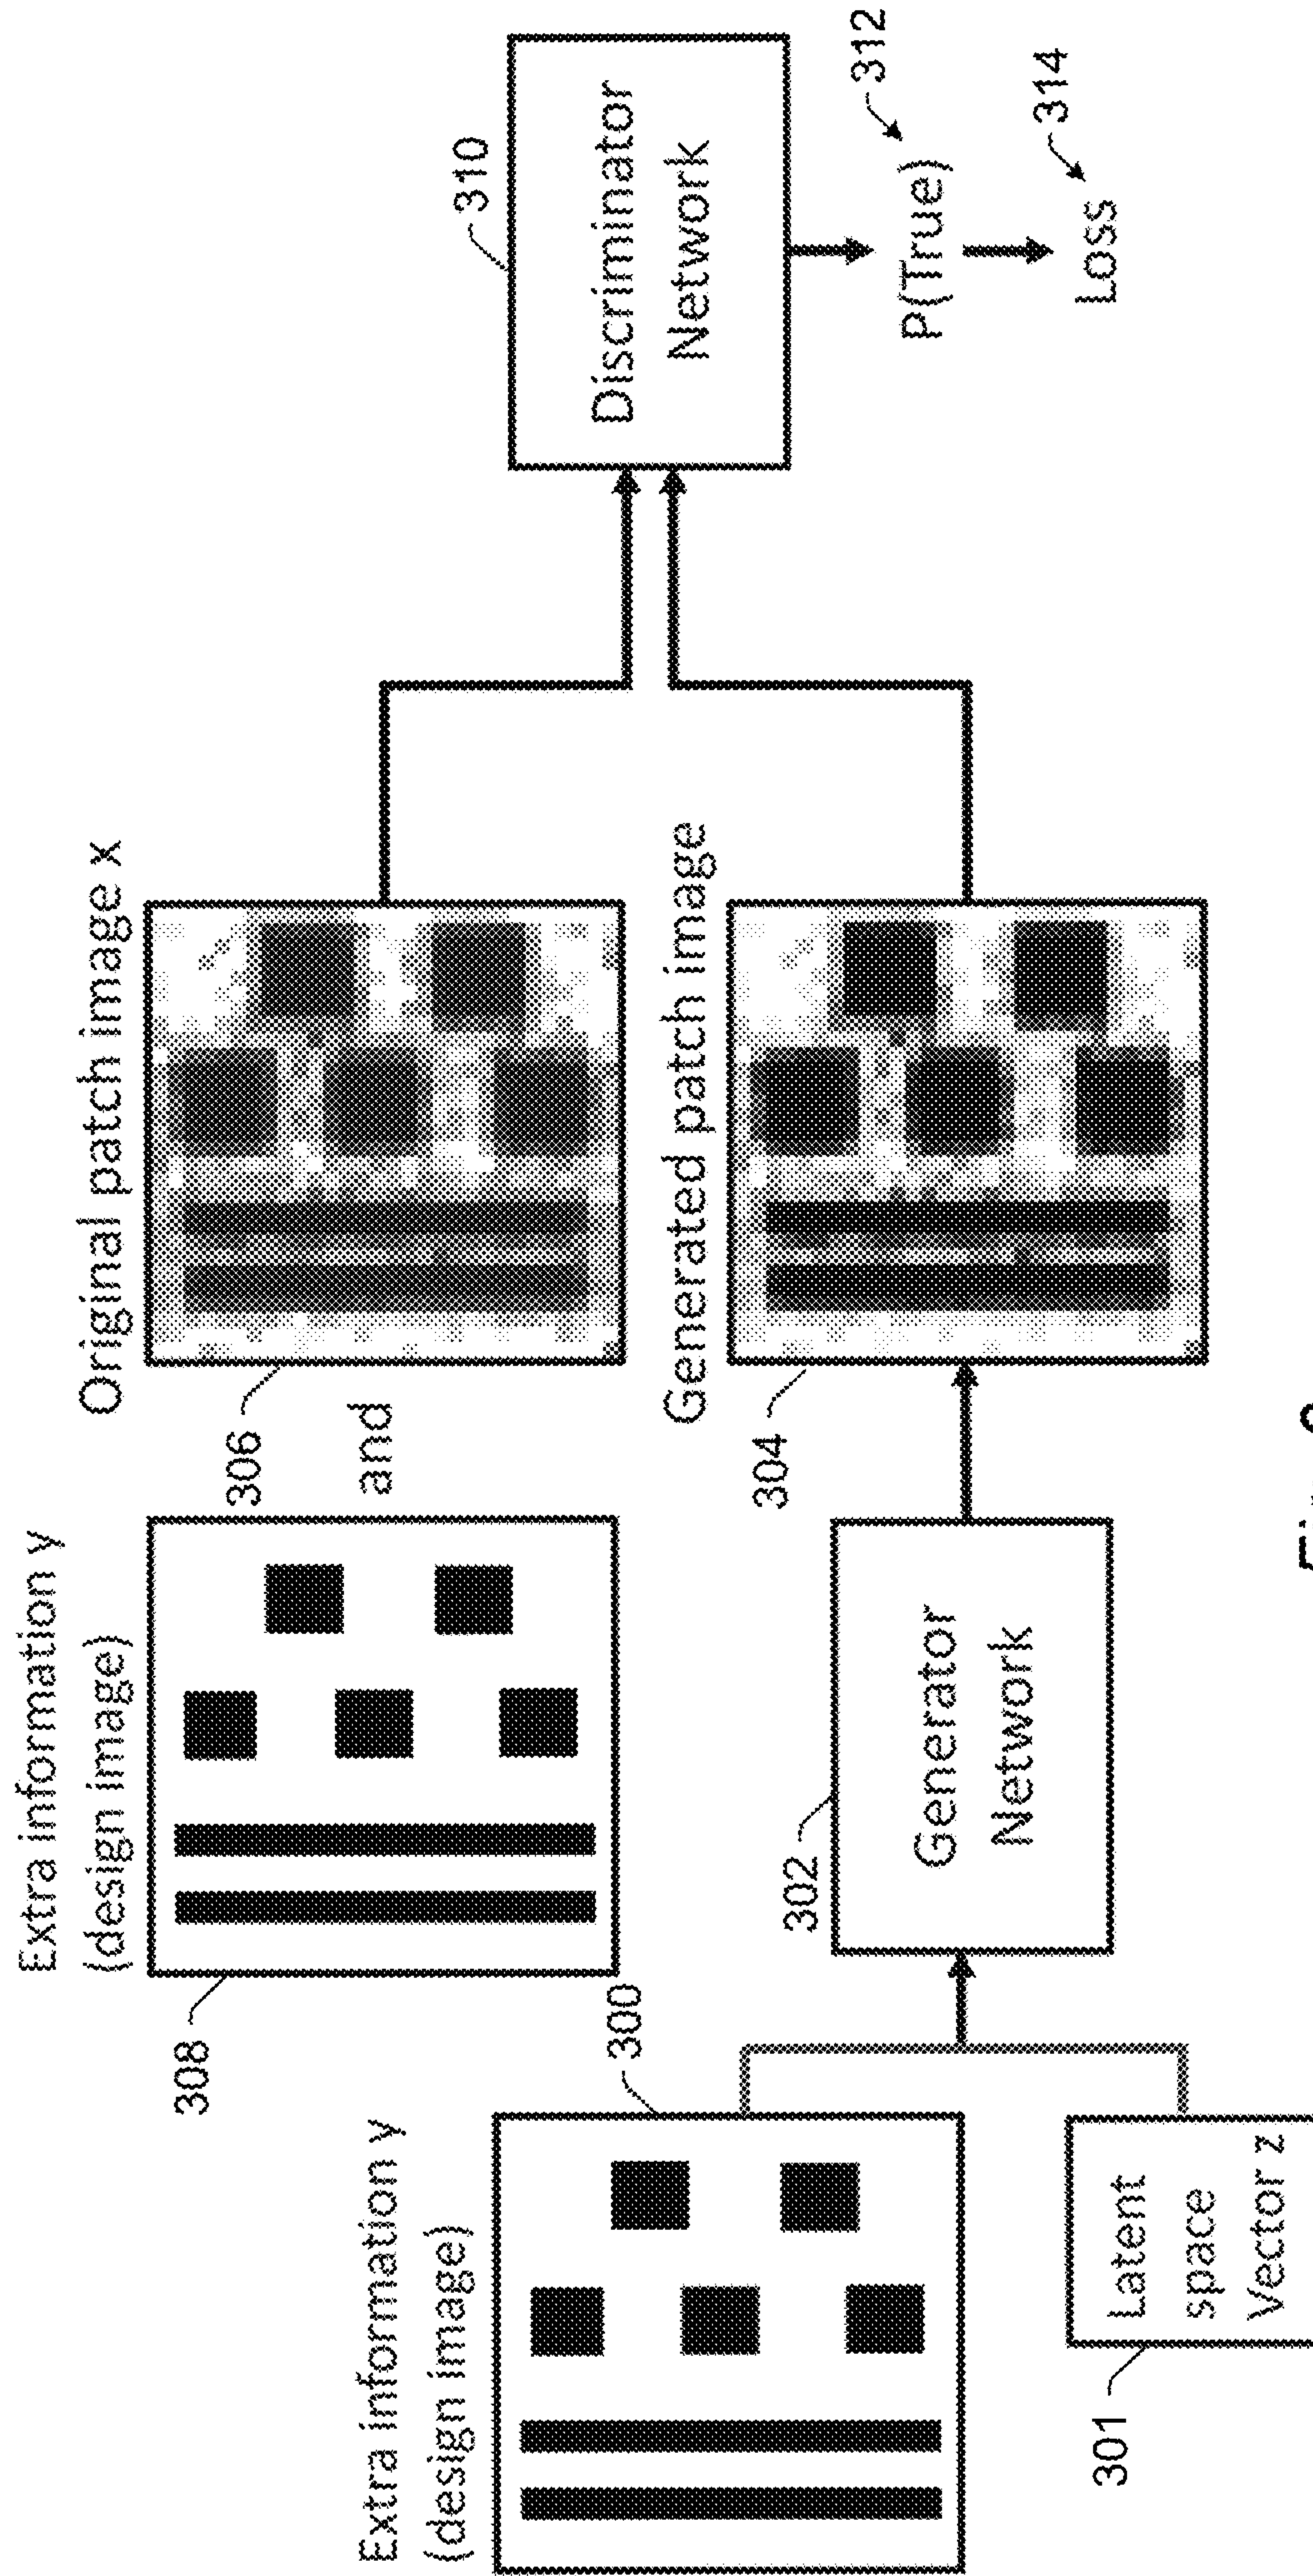 Extra information y
(design image)
308
Original patch image x
306
and
Extra information y
(design image)
300
Latent
space
Vector z
301
302
Generator
Network
Generated patch image
304
310
Discriminator
Network
P(True)
312
Loss
314